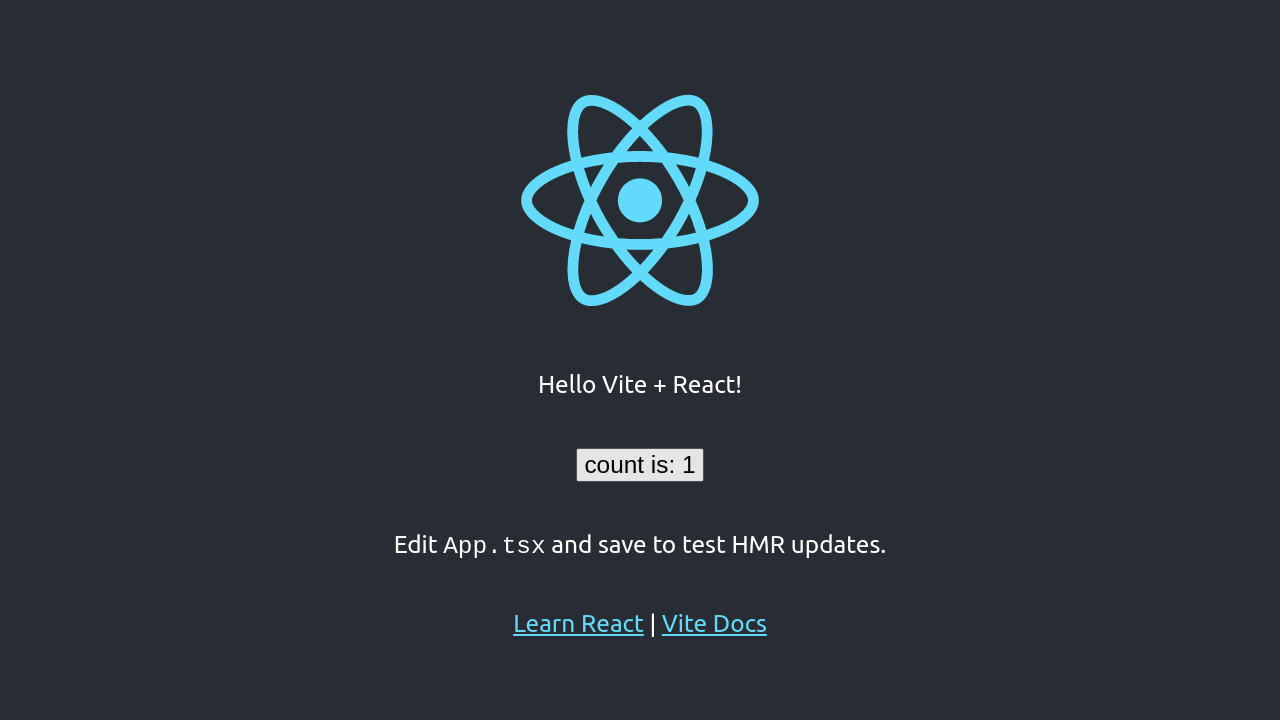 Hello Vite + React!
count is: 1
Edit App.tsx and save to test HMR updates.
Learn React | Vite Docs